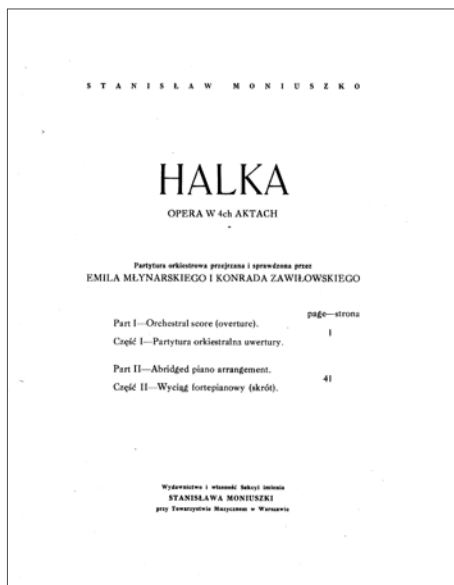 STANISŁAW MONIUSZKO
HALKA
OPERA W 4ch AKTACH
Partytura orkiestrowa przejrzana i sprawdzona przez
EMILA MŁYNARSKIEGO I KONRADA ZAWIŁOWSKIEGO
page—strona
Part I—Orchestral score (overture).
1
Część I—Partytura orkiestralna uwertury.
Part II—Abridged piano arrangement.
41
Część II—Wyciąg fortepianowy (skrót).
Wydawnictwo i własność Sekcyi imienia
STANISŁAWA MONIUSZKI
przy Towarzystwie Muzycznem w Warszawie